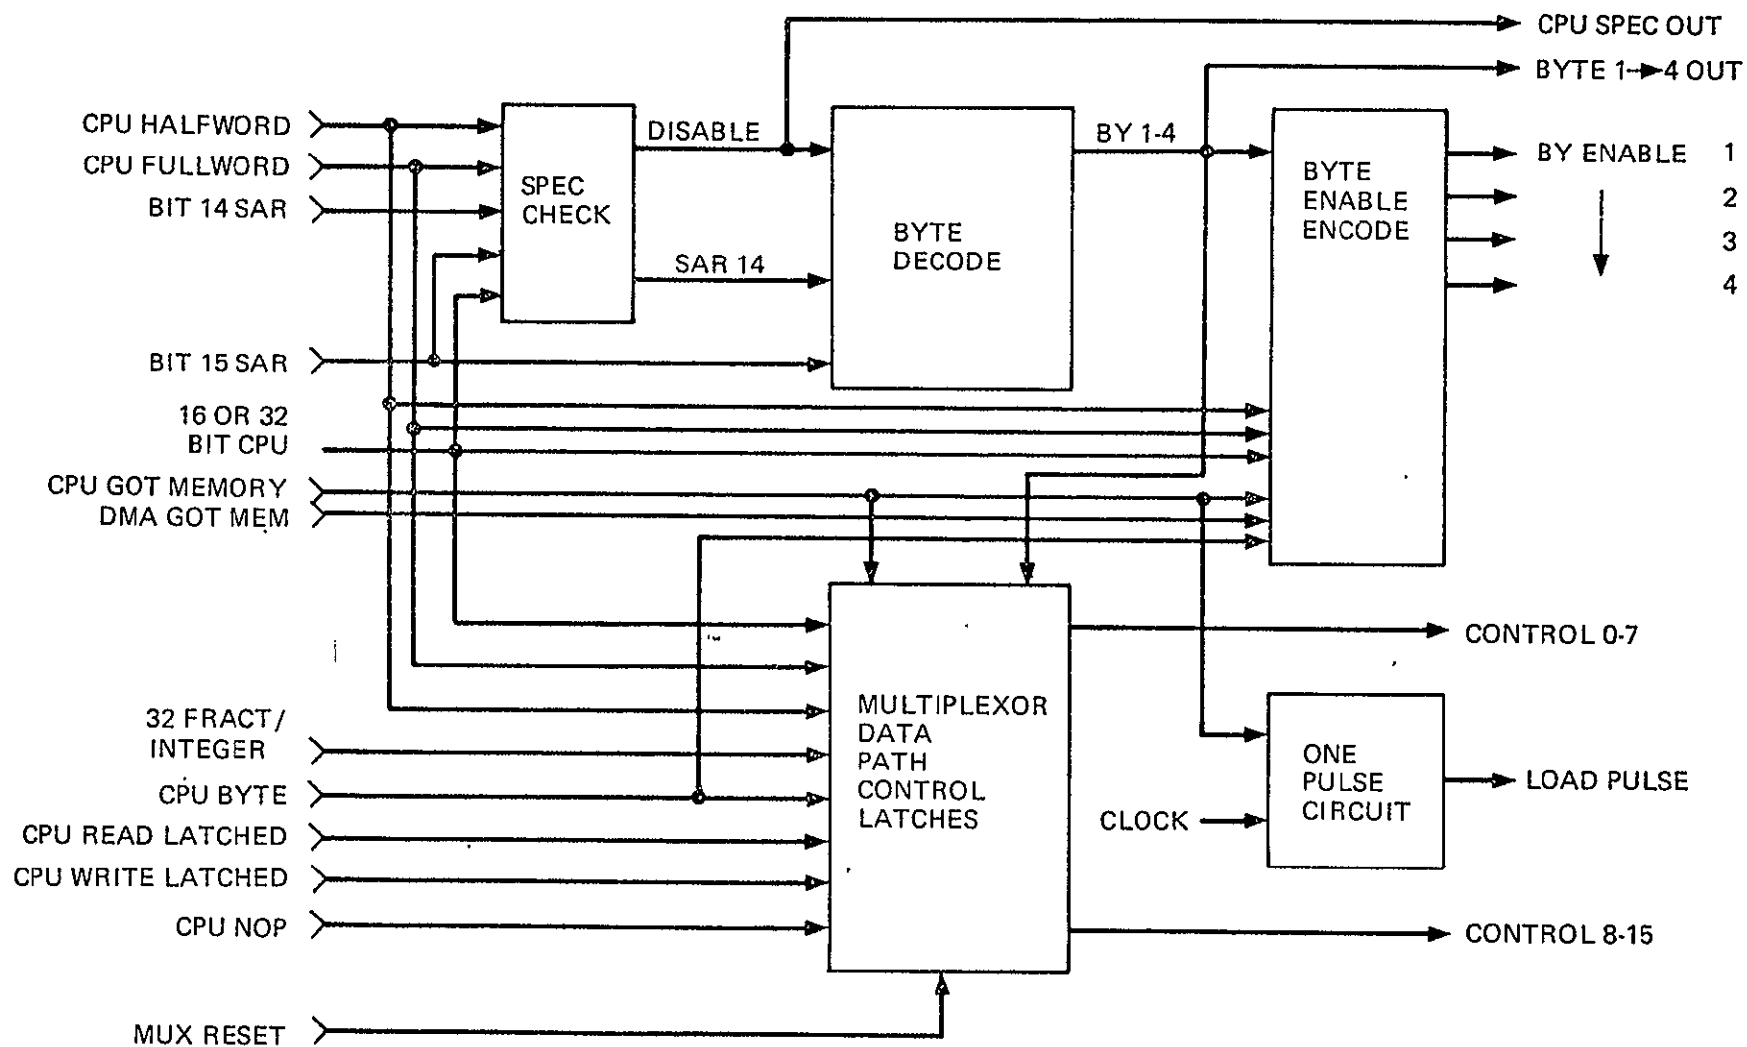 CPU SPEC OUT
BYTE 1→4 OUT
CPU HALFWORD
CPU FULLWORD
BIT 14 SAR
BIT 15 SAR
16 OR 32
BIT CPU
CPU GOT MEMORY
DMA GOT MEM
32 FRACT/
INTEGER
CPU BYTE
CPU READ LATCHED
CPU WRITE LATCHED
CPU NOP
MUX RESET
SPEC
CHECK
DISABLE
SAR 14
BYTE
DECODE
BY 1-4
BYTE
ENABLE
ENCODE
BY ENABLE 1
2
3
4
MULTIPLEXOR
DATA
PATH
CONTROL
LATCHES
CONTROL 0-7
CLOCK
ONE
PULSE
CIRCUIT
LOAD PULSE
CONTROL 8-15